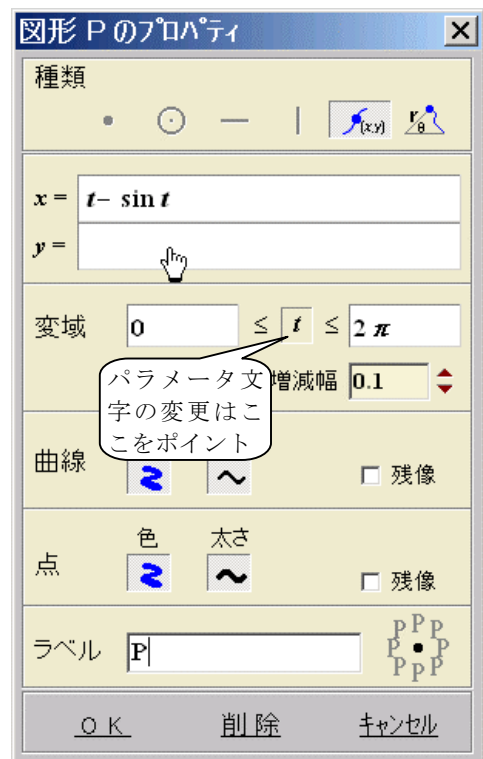 図形 P のﾌﾟﾛﾊﾟﾃｨ
種類
(x,y) r θ
x = t− sin t
y =
変域 0 ≤ t ≤ 2 π
増減幅 0.1
パラメータ文
字の変更はこ
こをポイント
曲線 残像
色 太さ
点 残像
ラベル P
P P P
P P
P P P
ＯＫ 削除 ｷｬﾝｾﾙ